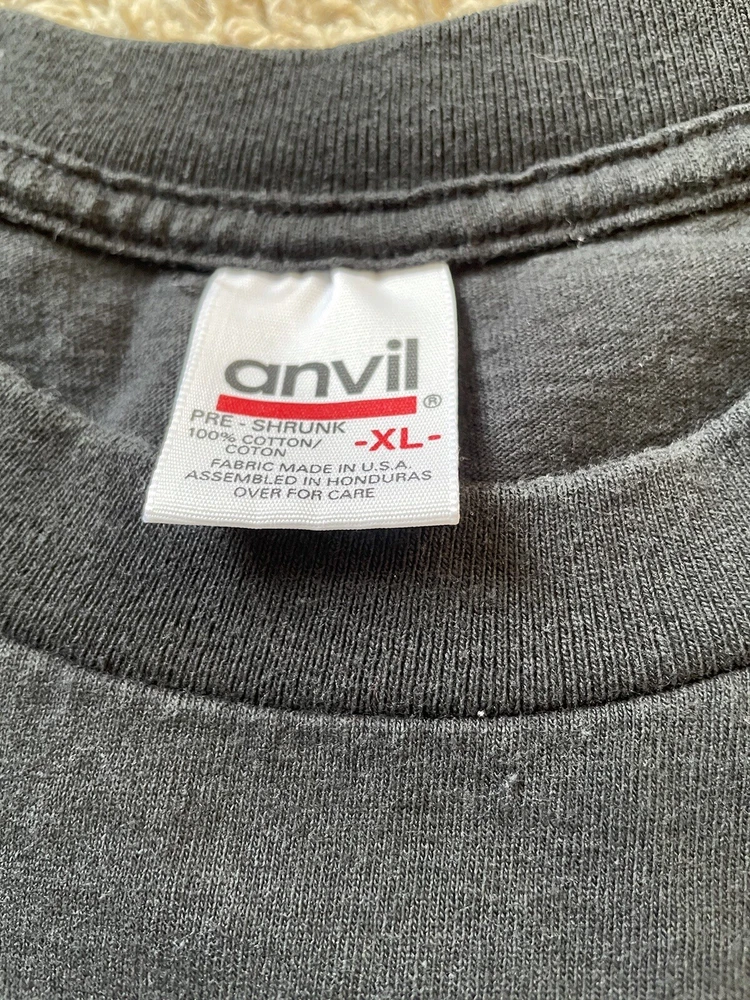 anvil®
PRE - SHRUNK
100% COTTON/
COTON
-XL-
FABRIC MADE IN U.S.A.
ASSEMBLED IN HONDURAS
OVER FOR CARE